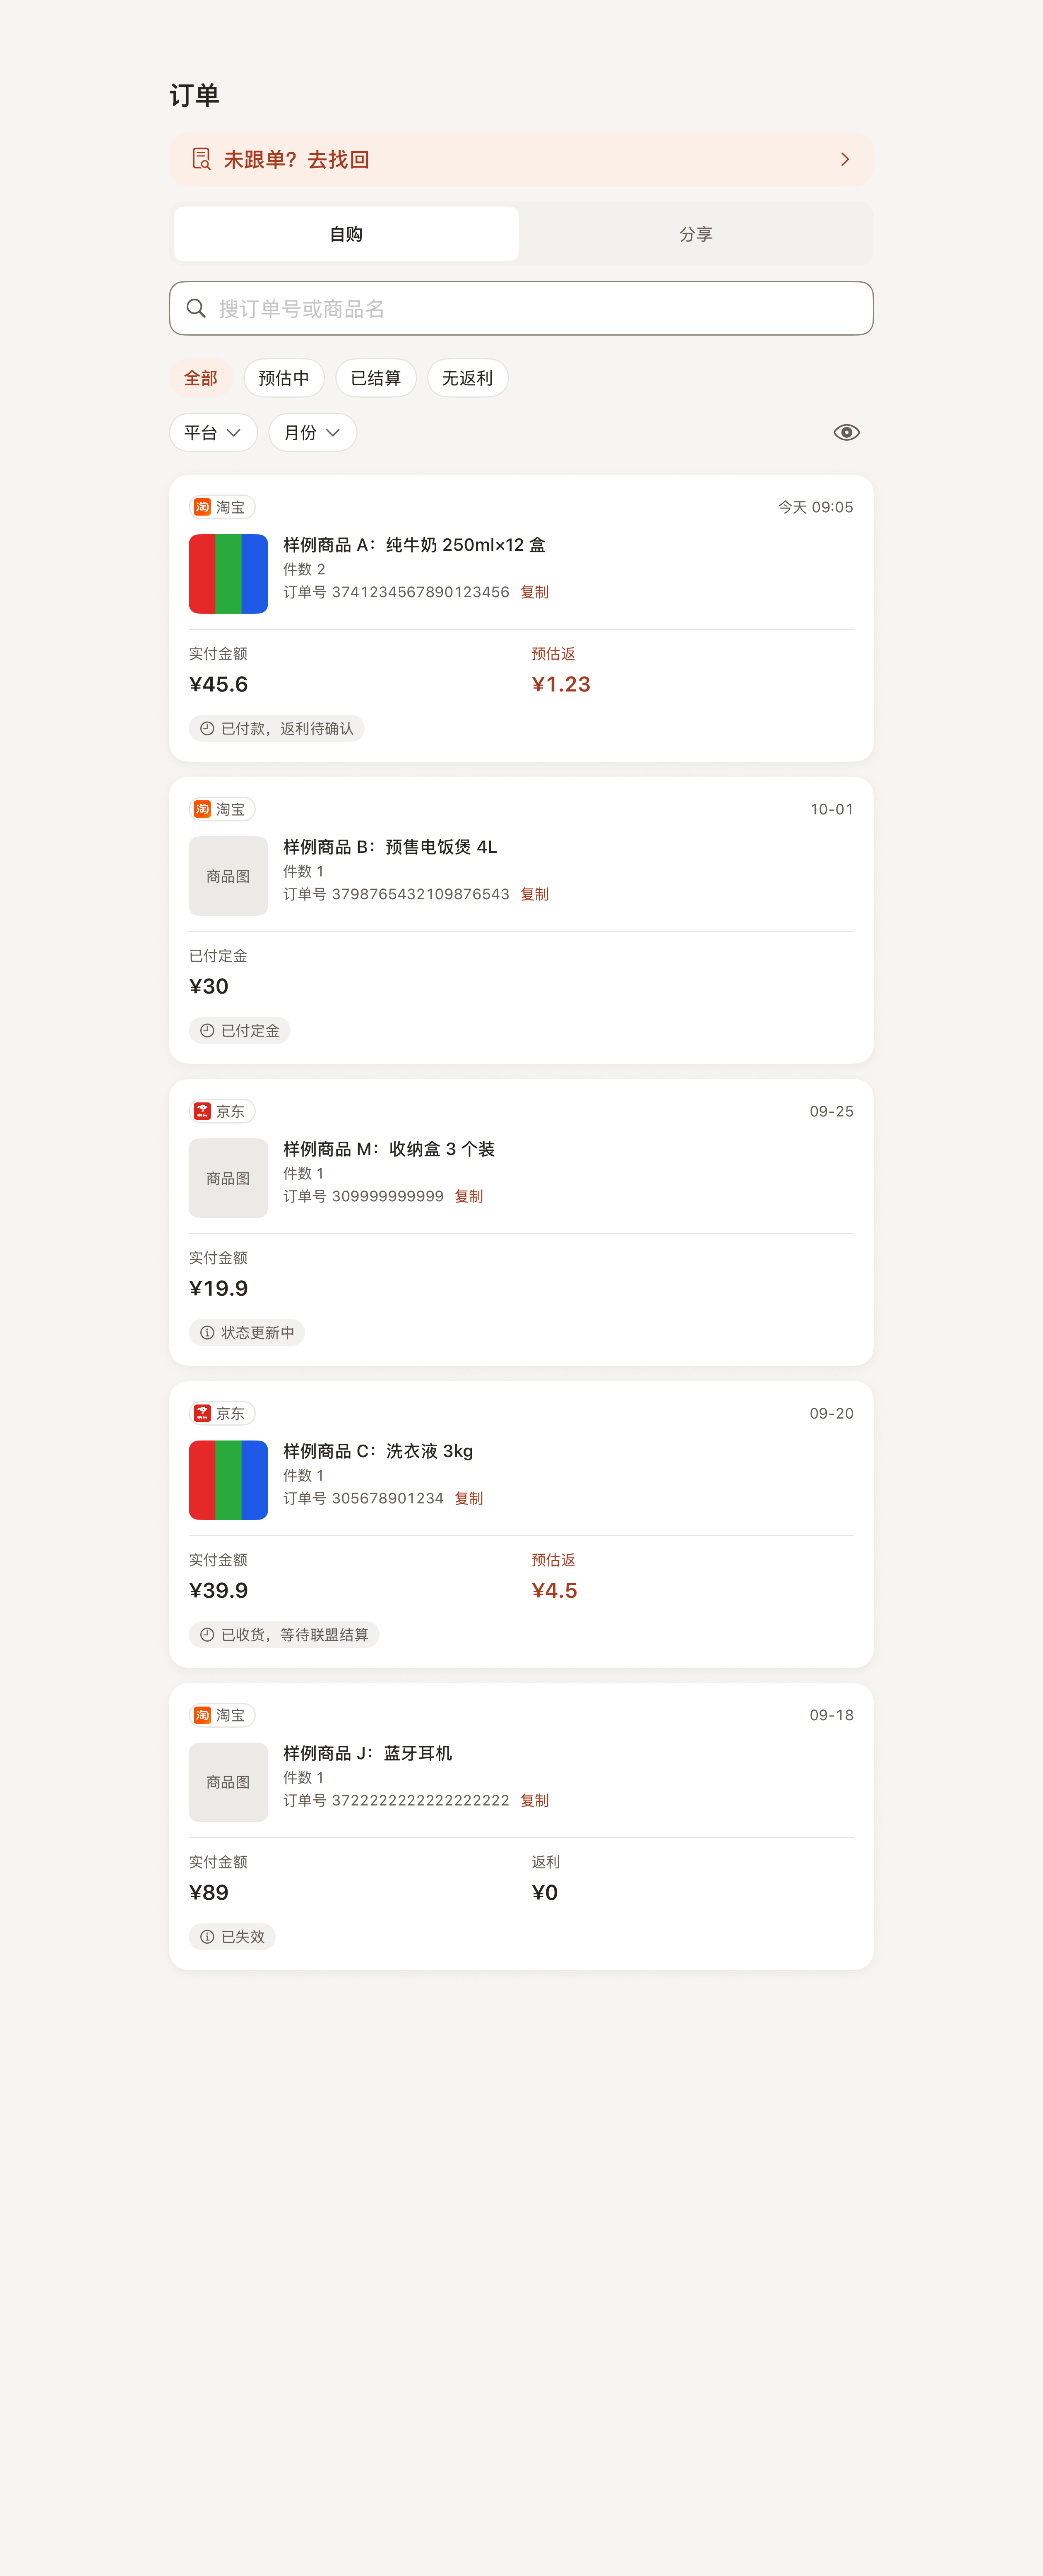 订单
未跟单？去找回
自购
分享
搜订单号或商品名
全部
预估中
已结算
无返利
平台
月份
淘 淘宝
今天 09:05
样例商品 A：纯牛奶 250ml×12 盒
件数 2
订单号 3741234567890123456 复制
实付金额
预估返
¥45.6
¥1.23
已付款，返利待确认
淘 淘宝
10-01
商品图
样例商品 B：预售电饭煲 4L
件数 1
订单号 3798765432109876543 复制
已付定金
¥30
已付定金
京东 京东
09-25
商品图
样例商品 M：收纳盒 3 个装
件数 1
订单号 309999999999 复制
实付金额
¥19.9
状态更新中
京东 京东
09-20
样例商品 C：洗衣液 3kg
件数 1
订单号 305678901234 复制
实付金额
预估返
¥39.9
¥4.5
已收货，等待联盟结算
淘 淘宝
09-18
商品图
样例商品 J：蓝牙耳机
件数 1
订单号 3722222222222222222 复制
实付金额
返利
¥89
¥0
已失效